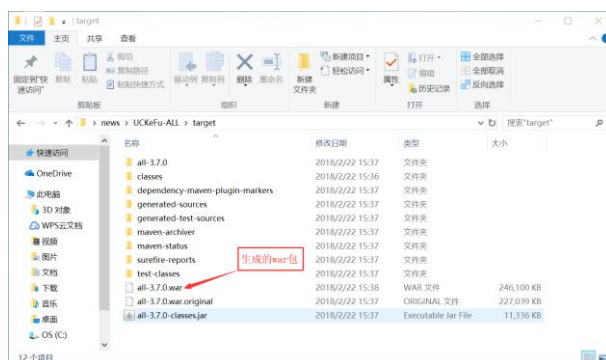 target
文件 主页 共享 查看
固定到"快速访问" 复制 粘贴 剪切 复制路径 粘贴快捷方式 移动到 复制到 删除 重命名 新建文件夹 新建项目 轻松访问 属性 打开 编辑 历史记录 全部选择 全部取消 反向选择
剪贴板 组织 新建 打开 选择
news › UCKeFu-ALL › target 搜索"target"
名称 修改日期 类型 大小
快速访问
OneDrive
此电脑
3D 对象
WPS云文档
视频
图片
文档
下载
音乐
桌面
OS (C:)
all-3.7.0 2018/2/22 15:37 文件夹
classes 2018/2/22 15:36 文件夹
dependency-maven-plugin-markers 2018/2/22 15:37 文件夹
generated-sources 2018/2/22 15:37 文件夹
generated-test-sources 2018/2/22 15:37 文件夹
maven-archiver 2018/2/22 15:37 文件夹
maven-status 2018/2/22 15:37 文件夹
surefire-reports 2018/2/22 15:37 文件夹
test-classes 2018/2/22 15:37 文件夹
生成的war包
all-3.7.0.war 2018/2/22 15:38 WAR 文件 246,100 KB
all-3.7.0.war.original 2018/2/22 15:37 ORIGINAL 文件 227,039 KB
all-3.7.0-classes.jar 2018/2/22 15:37 Executable Jar File 11,336 KB
12 个项目